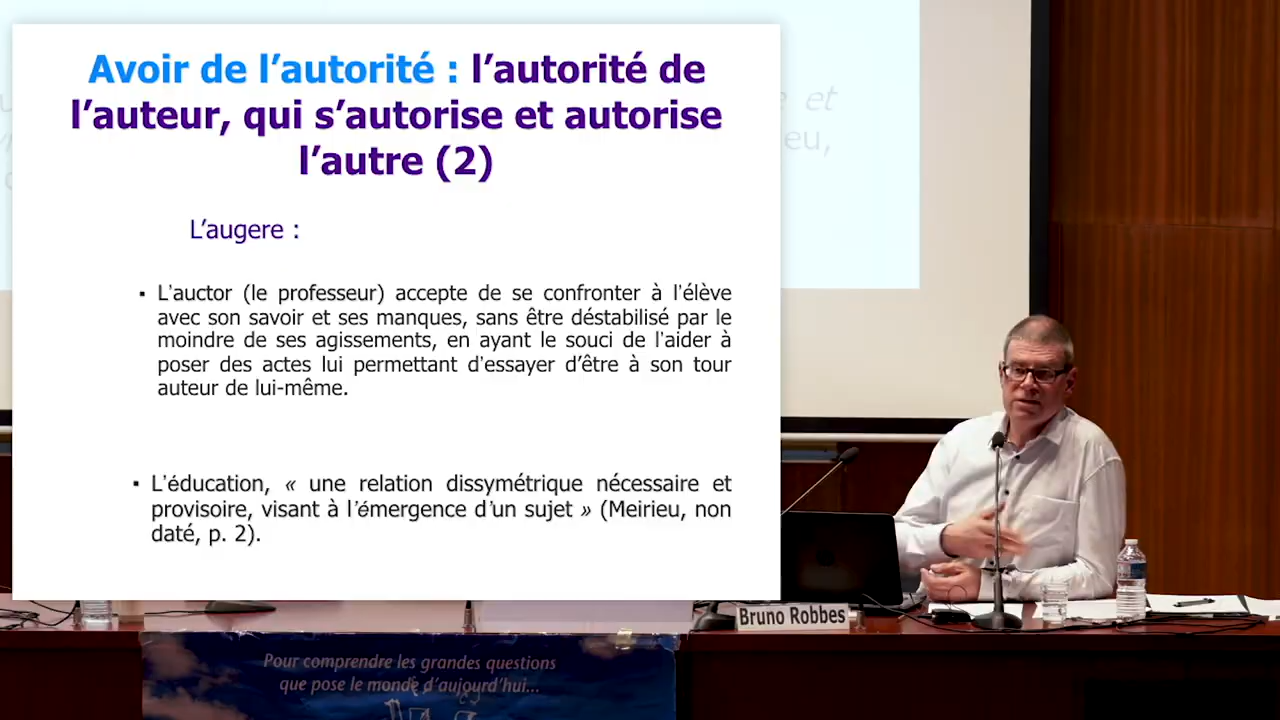 Avoir de l’autorité : l’autorité de
l’auteur, qui s’autorise et autorise
l’autre (2)
L’augere :
▪ L’auctor (le professeur) accepte de se confronter à l’élève
avec son savoir et ses manques, sans être déstabilisé par le
moindre de ses agissements, en ayant le souci de l’aider à
poser des actes lui permettant d’essayer d’être à son tour
auteur de lui-même.
▪ L’éducation, « une relation dissymétrique nécessaire et
provisoire, visant à l’émergence d’un sujet » (Meirieu, non
daté, p. 2).
et
eu,
Bruno Robbes
Pour comprendre les grandes questions
que pose le monde d’aujourd’hui...